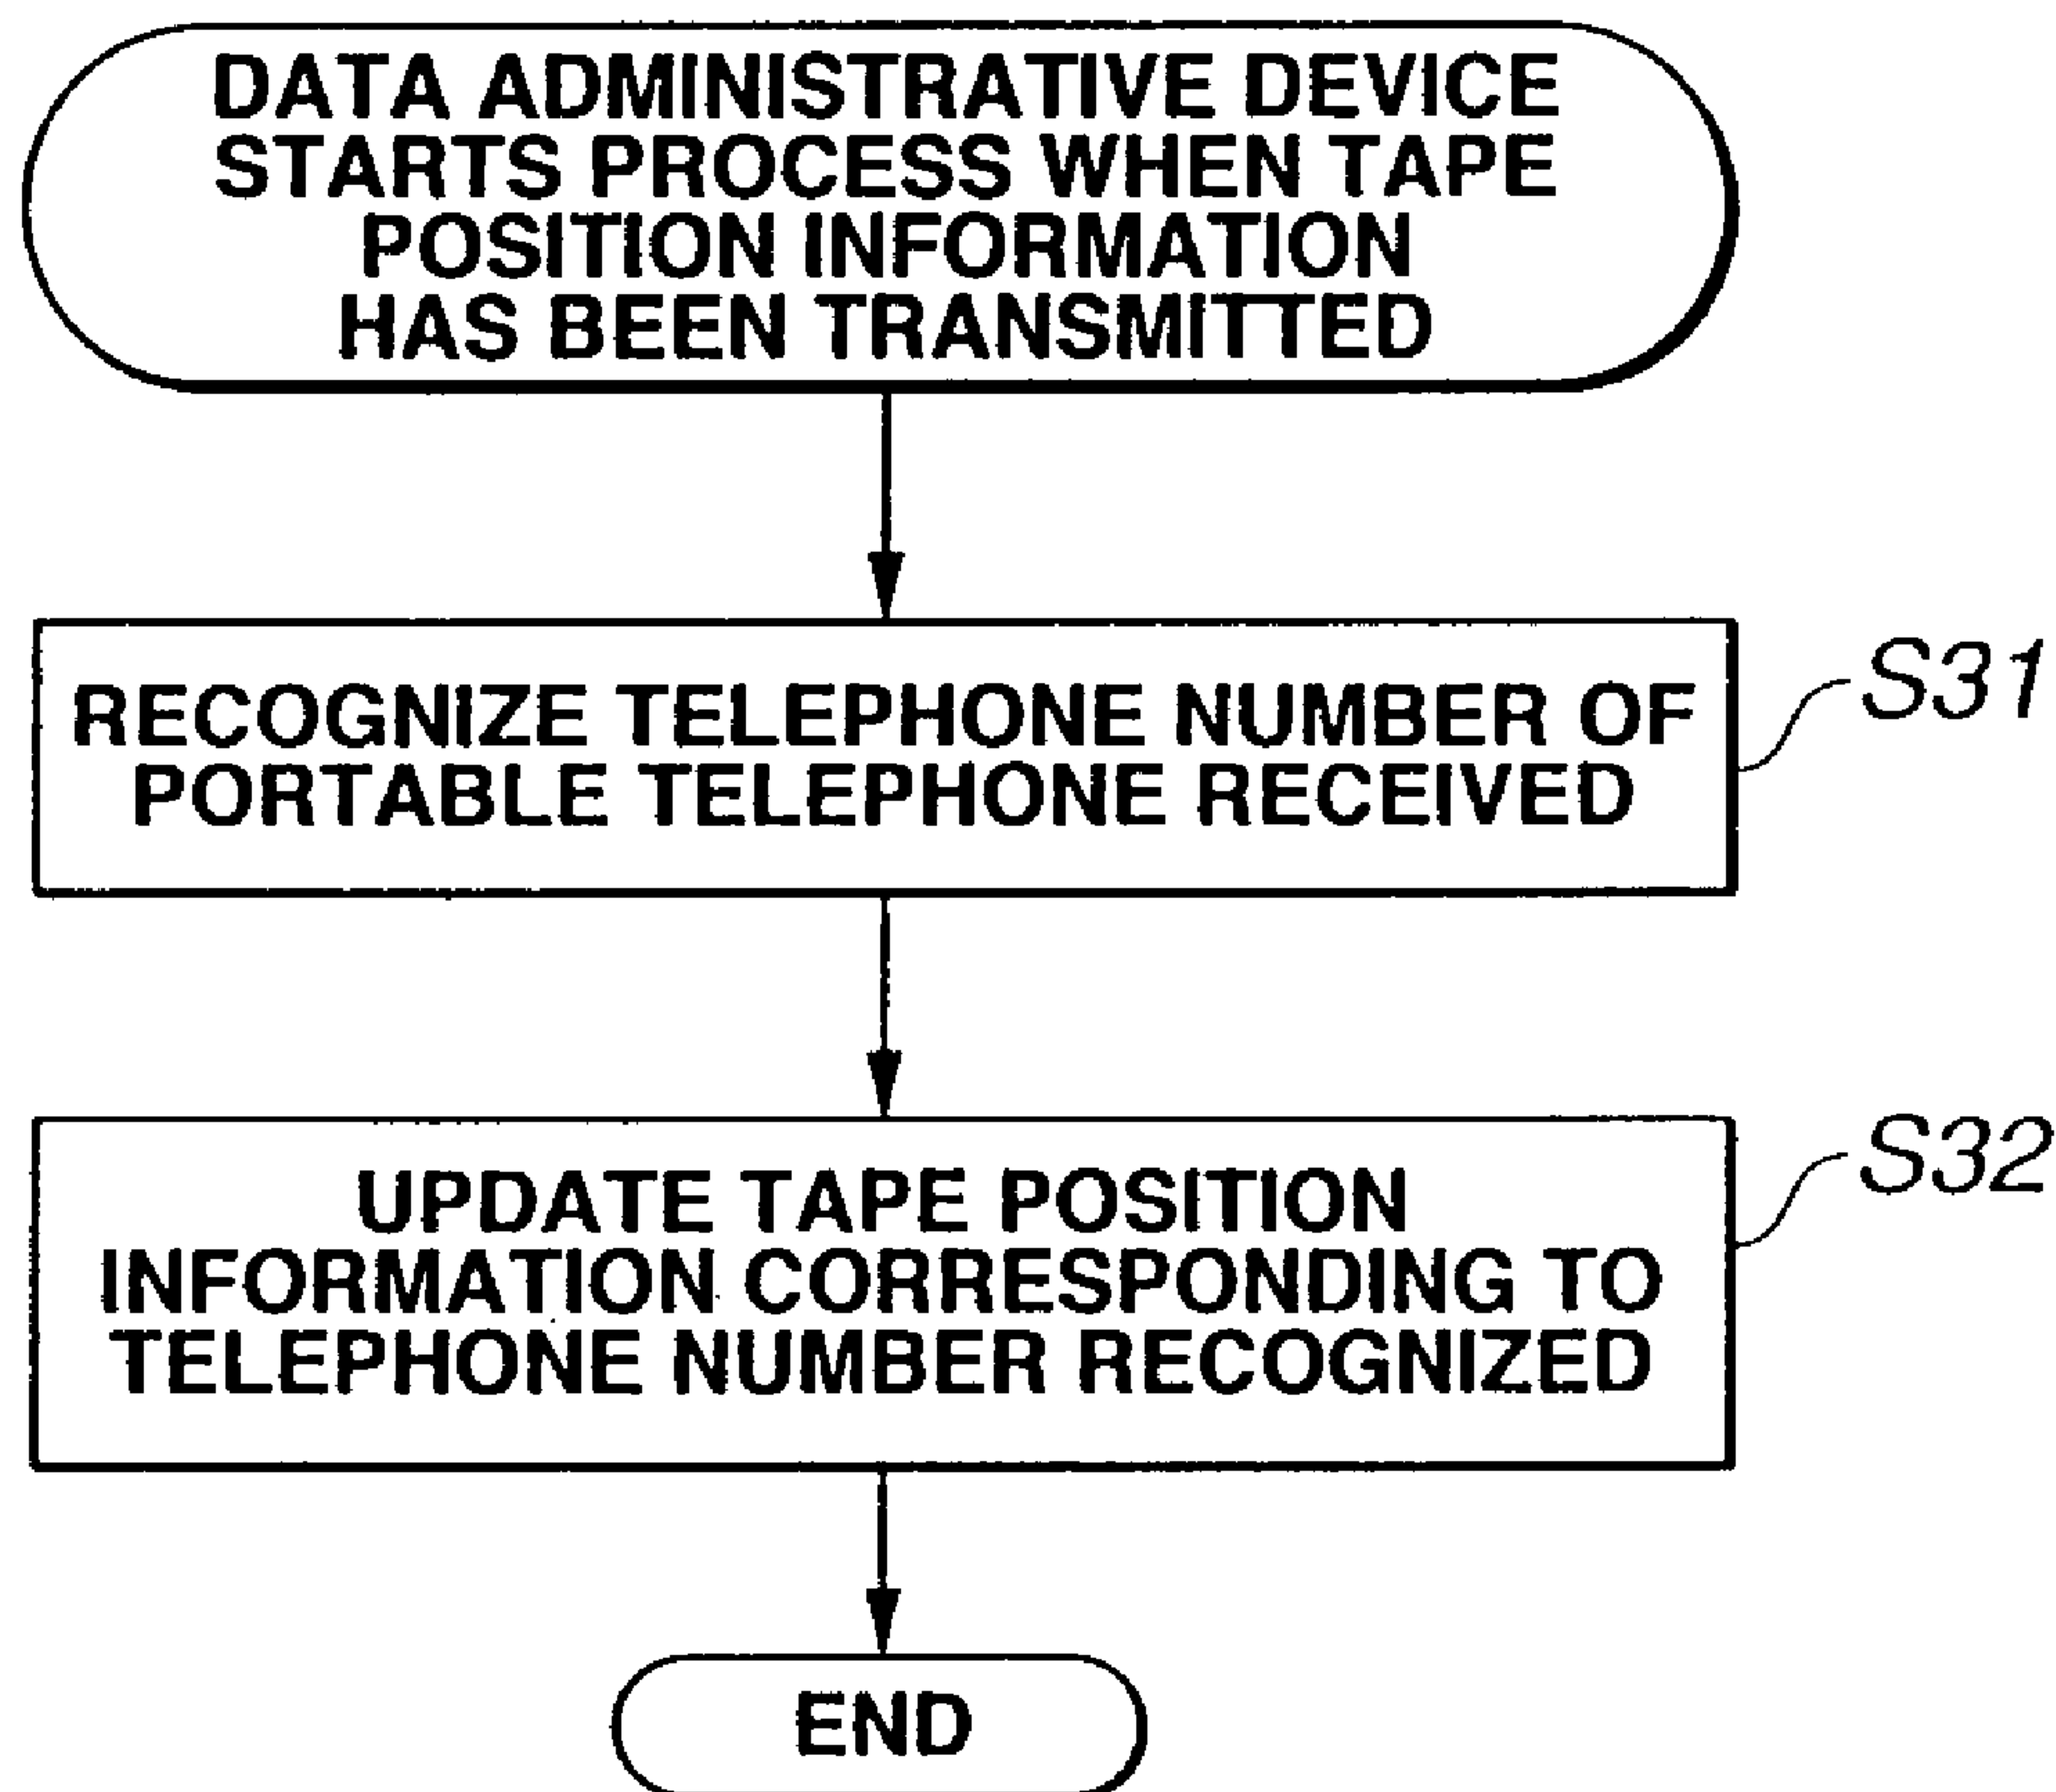 DATA ADMINISTRATIVE DEVICE
STARTS PROCESS WHEN TAPE
POSITION INFORMATION
HAS BEEN TRANSMITTED
RECOGNIZE TELEPHONE NUMBER OF
PORTABLE TELEPHONE RECEIVED
S31
UPDATE TAPE POSITION
INFORMATION CORRESPONDING TO
TELEPHONE NUMBER RECOGNIZED
S32
END